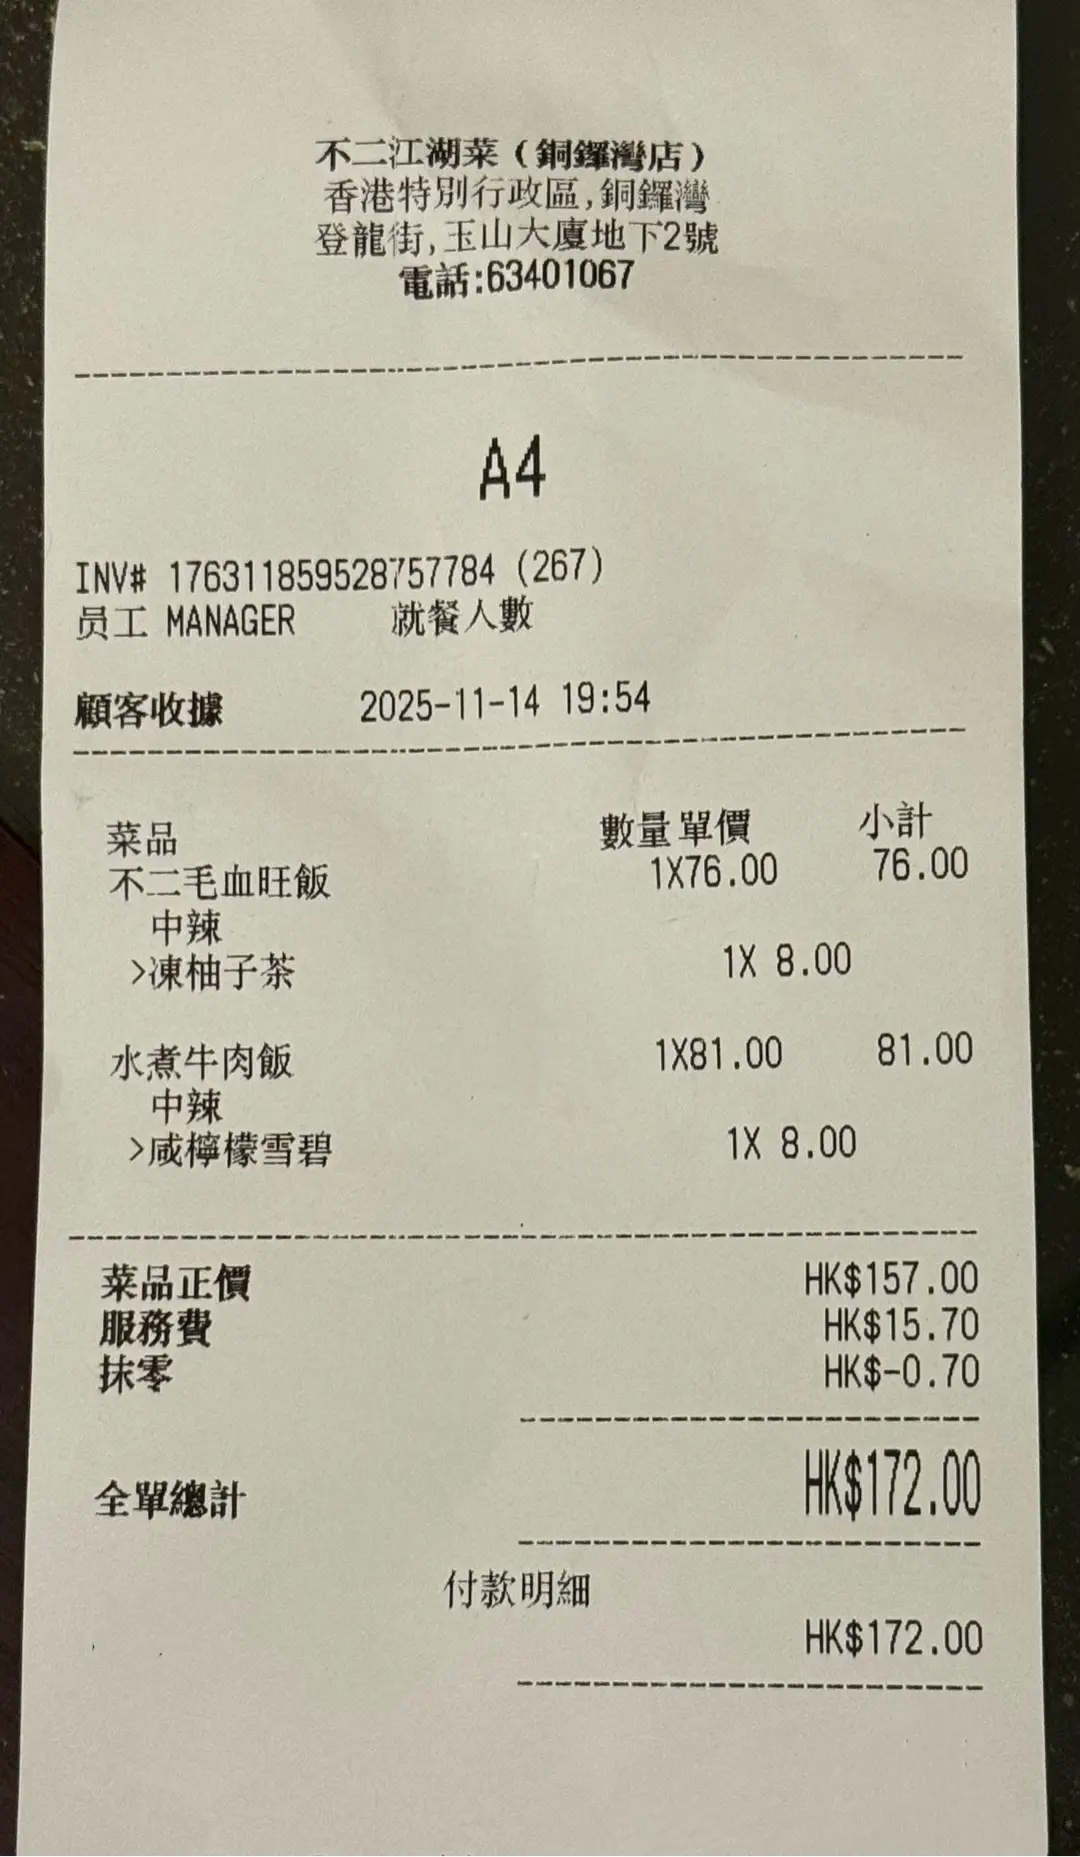 不二江湖菜（銅鑼灣店）
香港特別行政區,銅鑼灣
登龍街,玉山大廈地下2號
電話:63401067
A4
INV# 176311859528757784 (267)
员工 MANAGER 就餐人數
顧客收據 2025-11-14 19:54
菜品 數量單價 小計
不二毛血旺飯 1X76.00 76.00
中辣
>凍柚子茶 1X 8.00
水煮牛肉飯 1X81.00 81.00
中辣
>咸檸檬雪碧 1X 8.00
菜品正價 HK$157.00
服務費 HK$15.70
抹零 HK$-0.70
全單總計 HK$172.00
付款明細
HK$172.00